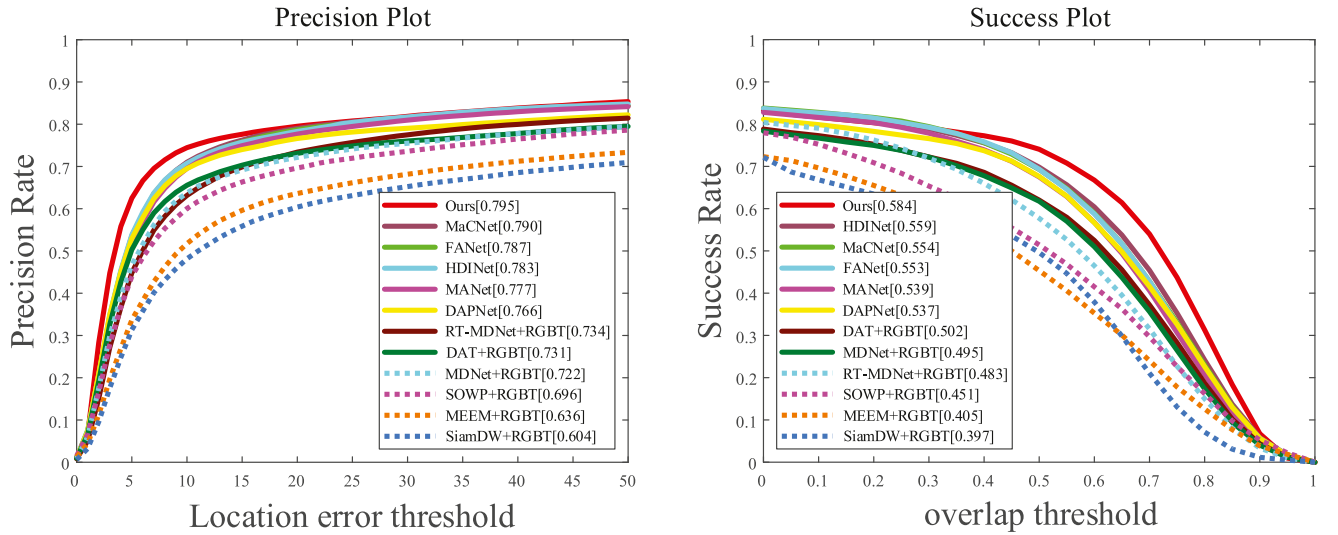 Precision Plot
Precision Rate
1
0.9
0.8
0.7
0.6
0.5
0.4
0.3
0.2
0.1
0
Ours[0.795]
MaCNet[0.790]
FANet[0.787]
HDINet[0.783]
MANet[0.777]
DAPNet[0.766]
RT-MDNet+RGBT[0.734]
DAT+RGBT[0.731]
MDNet+RGBT[0.722]
SOWP+RGBT[0.696]
MEEM+RGBT[0.636]
SiamDW+RGBT[0.604]
0 5 10 15 20 25 30 35 40 45 50
Location error threshold
Success Plot
Success Rate
1
0.9
0.8
0.7
0.6
0.5
0.4
0.3
0.2
0.1
0
Ours[0.584]
HDINet[0.559]
MaCNet[0.554]
FANet[0.553]
MANet[0.539]
DAPNet[0.537]
DAT+RGBT[0.502]
MDNet+RGBT[0.495]
RT-MDNet+RGBT[0.483]
SOWP+RGBT[0.451]
MEEM+RGBT[0.405]
SiamDW+RGBT[0.397]
0 0.1 0.2 0.3 0.4 0.5 0.6 0.7 0.8 0.9 1
overlap threshold